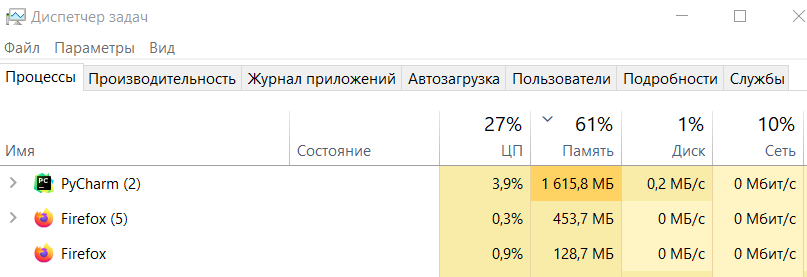 Диспетчер задач
Файл Параметры Вид
Процессы Производительность Журнал приложений Автозагрузка Пользователи Подробности Службы
27% 61% 1% 10%
Имя Состояние ЦП Память Диск Сеть
PyCharm (2) 3,9% 1 615,8 МБ 0,2 МБ/с 0 Мбит/с
Firefox (5) 0,3% 453,7 МБ 0 МБ/с 0 Мбит/с
Firefox 0,9% 128,7 МБ 0 МБ/с 0 Мбит/с